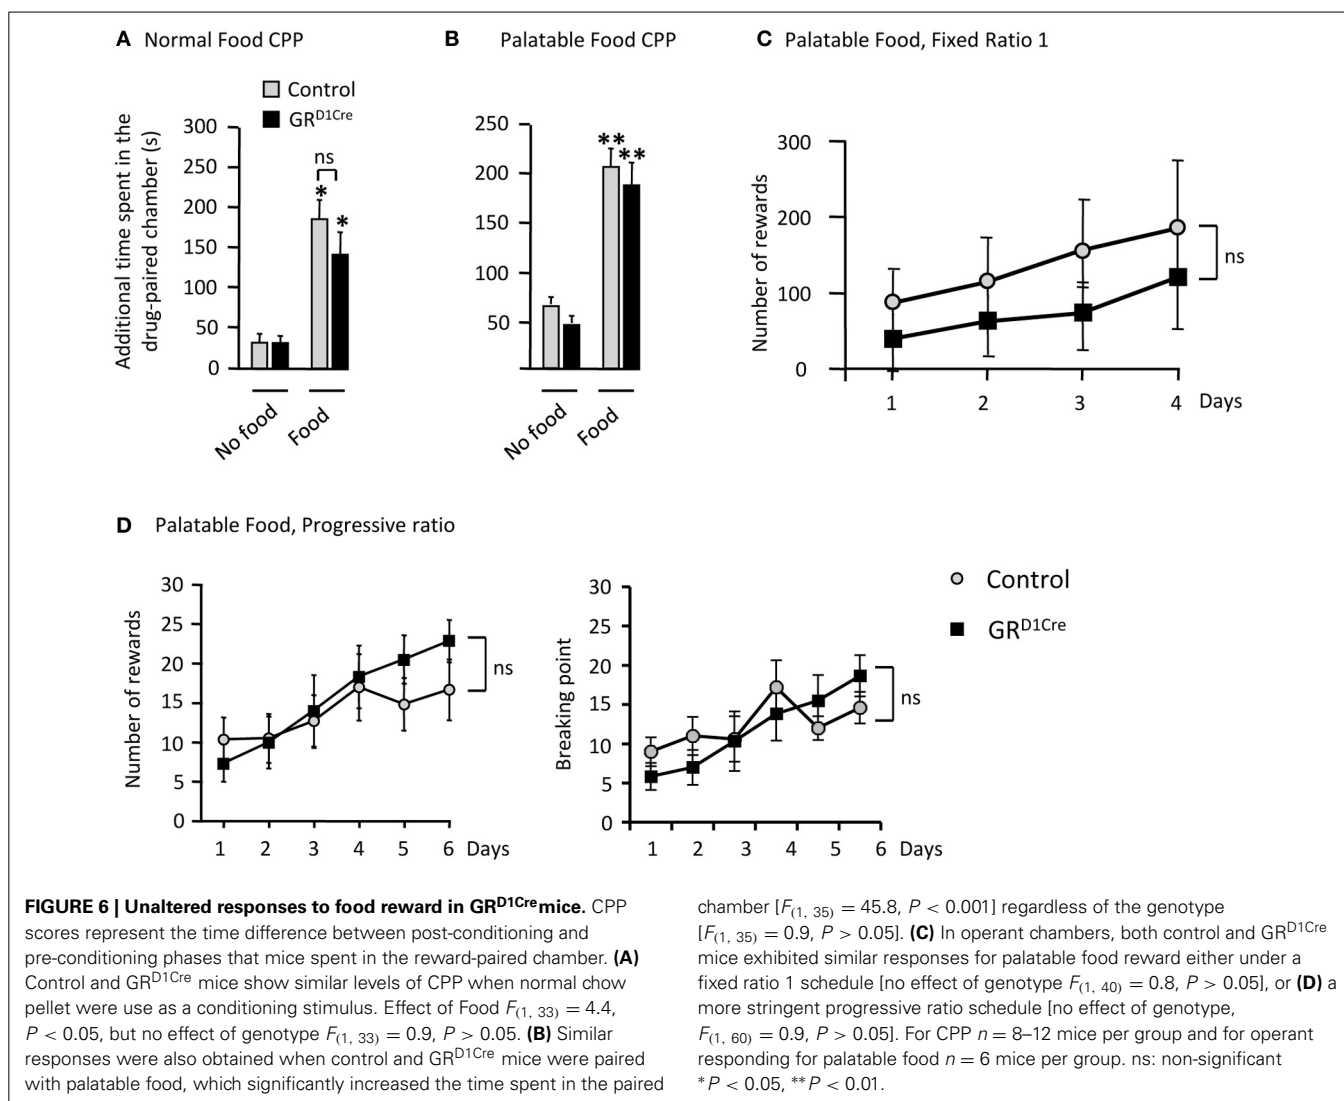 A Normal Food CPP
Control
GR^D1Cre
Additional time spent in the
drug-paired chamber (s)
300
250
200
150
100
50
0
ns
*
*
No food
Food
B Palatable Food CPP
250
200
150
100
50
**
**
No food
Food
C Palatable Food, Fixed Ratio 1
Number of rewards
300
200
100
0
ns
1 2 3 4 Days
D Palatable Food, Progressive ratio
Number of rewards
30
25
20
15
10
5
0
ns
1 2 3 4 5 6 Days
Breaking point
30
25
20
15
10
5
0
ns
1 2 3 4 5 6 Days
Control
GR^D1Cre
FIGURE 6 | Unaltered responses to food reward in GR^D1Cre mice. CPP
scores represent the time difference between post-conditioning and
pre-conditioning phases that mice spent in the reward-paired chamber. (A)
Control and GR^D1Cre mice show similar levels of CPP when normal chow
pellet were use as a conditioning stimulus. Effect of Food F(1, 33) = 4.4,
P < 0.05, but no effect of genotype F(1, 33) = 0.9, P > 0.05. (B) Similar
responses were also obtained when control and GR^D1Cre mice were paired
with palatable food, which significantly increased the time spent in the paired
chamber [F(1, 35) = 45.8, P < 0.001] regardless of the genotype
[F(1, 35) = 0.9, P > 0.05]. (C) In operant chambers, both control and GR^D1Cre
mice exhibited similar responses for palatable food reward either under a
fixed ratio 1 schedule [no effect of genotype F(1, 40) = 0.8, P > 0.05], or (D) a
more stringent progressive ratio schedule [no effect of genotype,
F(1, 60) = 0.9, P > 0.05]. For CPP n = 8–12 mice per group and for operant
responding for palatable food n = 6 mice per group. ns: non-significant
*P < 0.05, **P < 0.01.